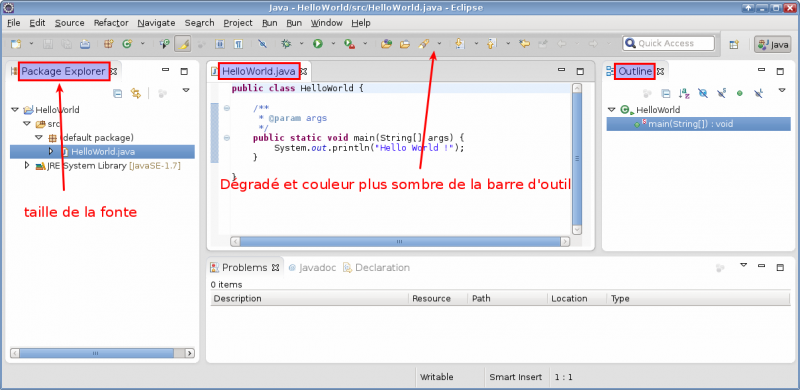 Java - HelloWorld/src/HelloWorld.java - Eclipse
File Edit Source Refactor Navigate Search Project Run Run Window Help
Quick Access
Java
Package Explorer
HelloWorld
src
(default package)
HelloWorld.java
JRE System Library [JavaSE-1.7]
taille de la fonte
HelloWorld.java
public class HelloWorld {
/**
* @param args
*/
public static void main(String[] args) {
System.out.println("Hello World !");
}
}
Dégradé et couleur plus sombre de la barre d'outil
Outline
HelloWorld
main(String[]) : void
Problems @ Javadoc Declaration
0 items
Description Resource Path Location Type
Writable Smart Insert 1 : 1